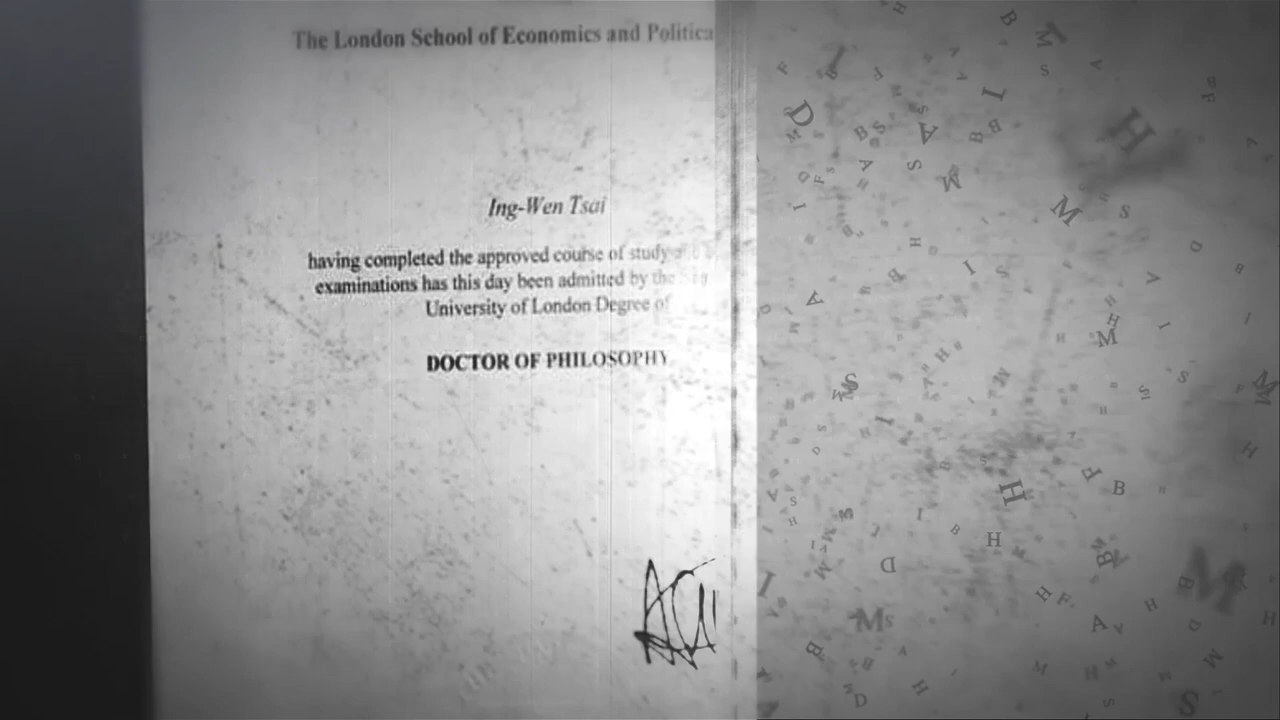 The London School of Economics and Politica
Ing-Wen Tsai
having completed the approved course of study
examinations has this day been admitted by the
University of London Degree of
DOCTOR OF PHILOSOPHY